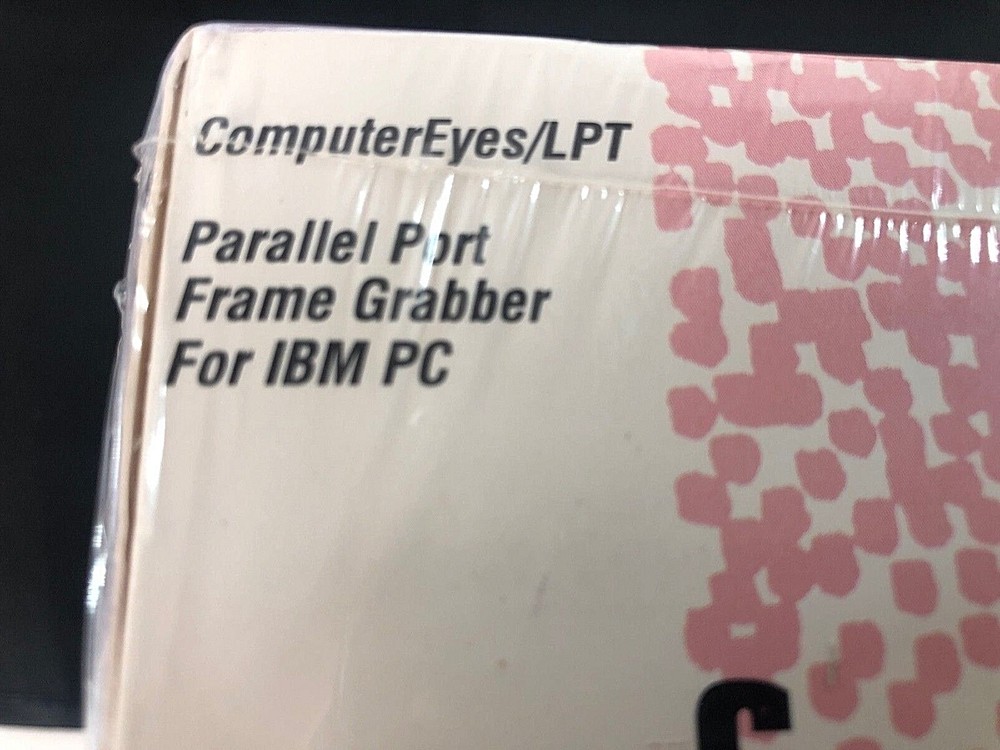 ComputerEyes/LPT
Parallel Port
Frame Grabber
For IBM PC